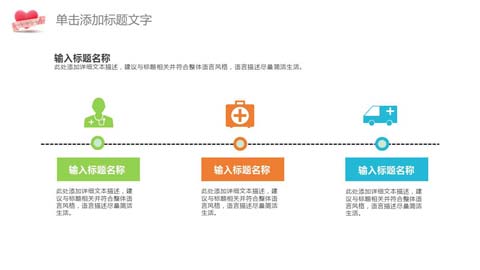 单击添加标题文字
输入标题名称
此处添加详细文本描述，建议与标题相关并符合整体语言风格，语言描述尽量简洁生活。
输入标题名称
输入标题名称
输入标题名称
此处添加详细文本描述，建
议与标题相关并符合整体语
言风格，语言描述尽量简洁
生活。
此处添加详细文本描述，建
议与标题相关并符合整体语
言风格，语言描述尽量简洁
生活。
此处添加详细文本描述，建
议与标题相关并符合整体语
言风格，语言描述尽量简洁
生活。